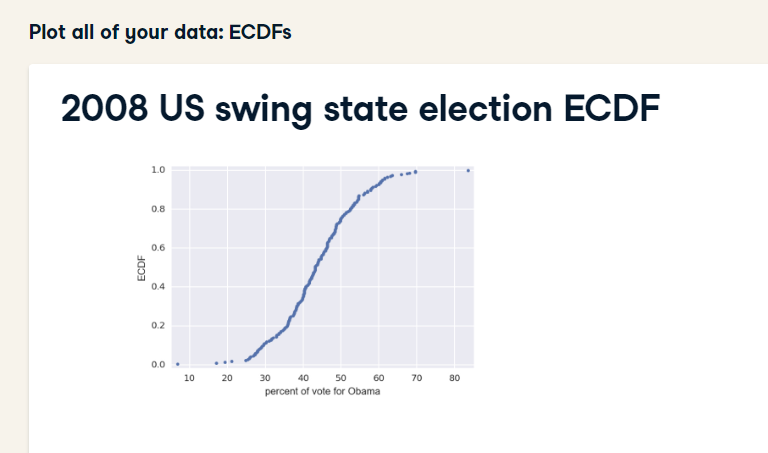 Plot all of your data: ECDFs
2008 US swing state election ECDF
1.0
0.8
0.6
0.4
0.2
0.0
ECDF
10 20 30 40 50 60 70 80
percent of vote for Obama